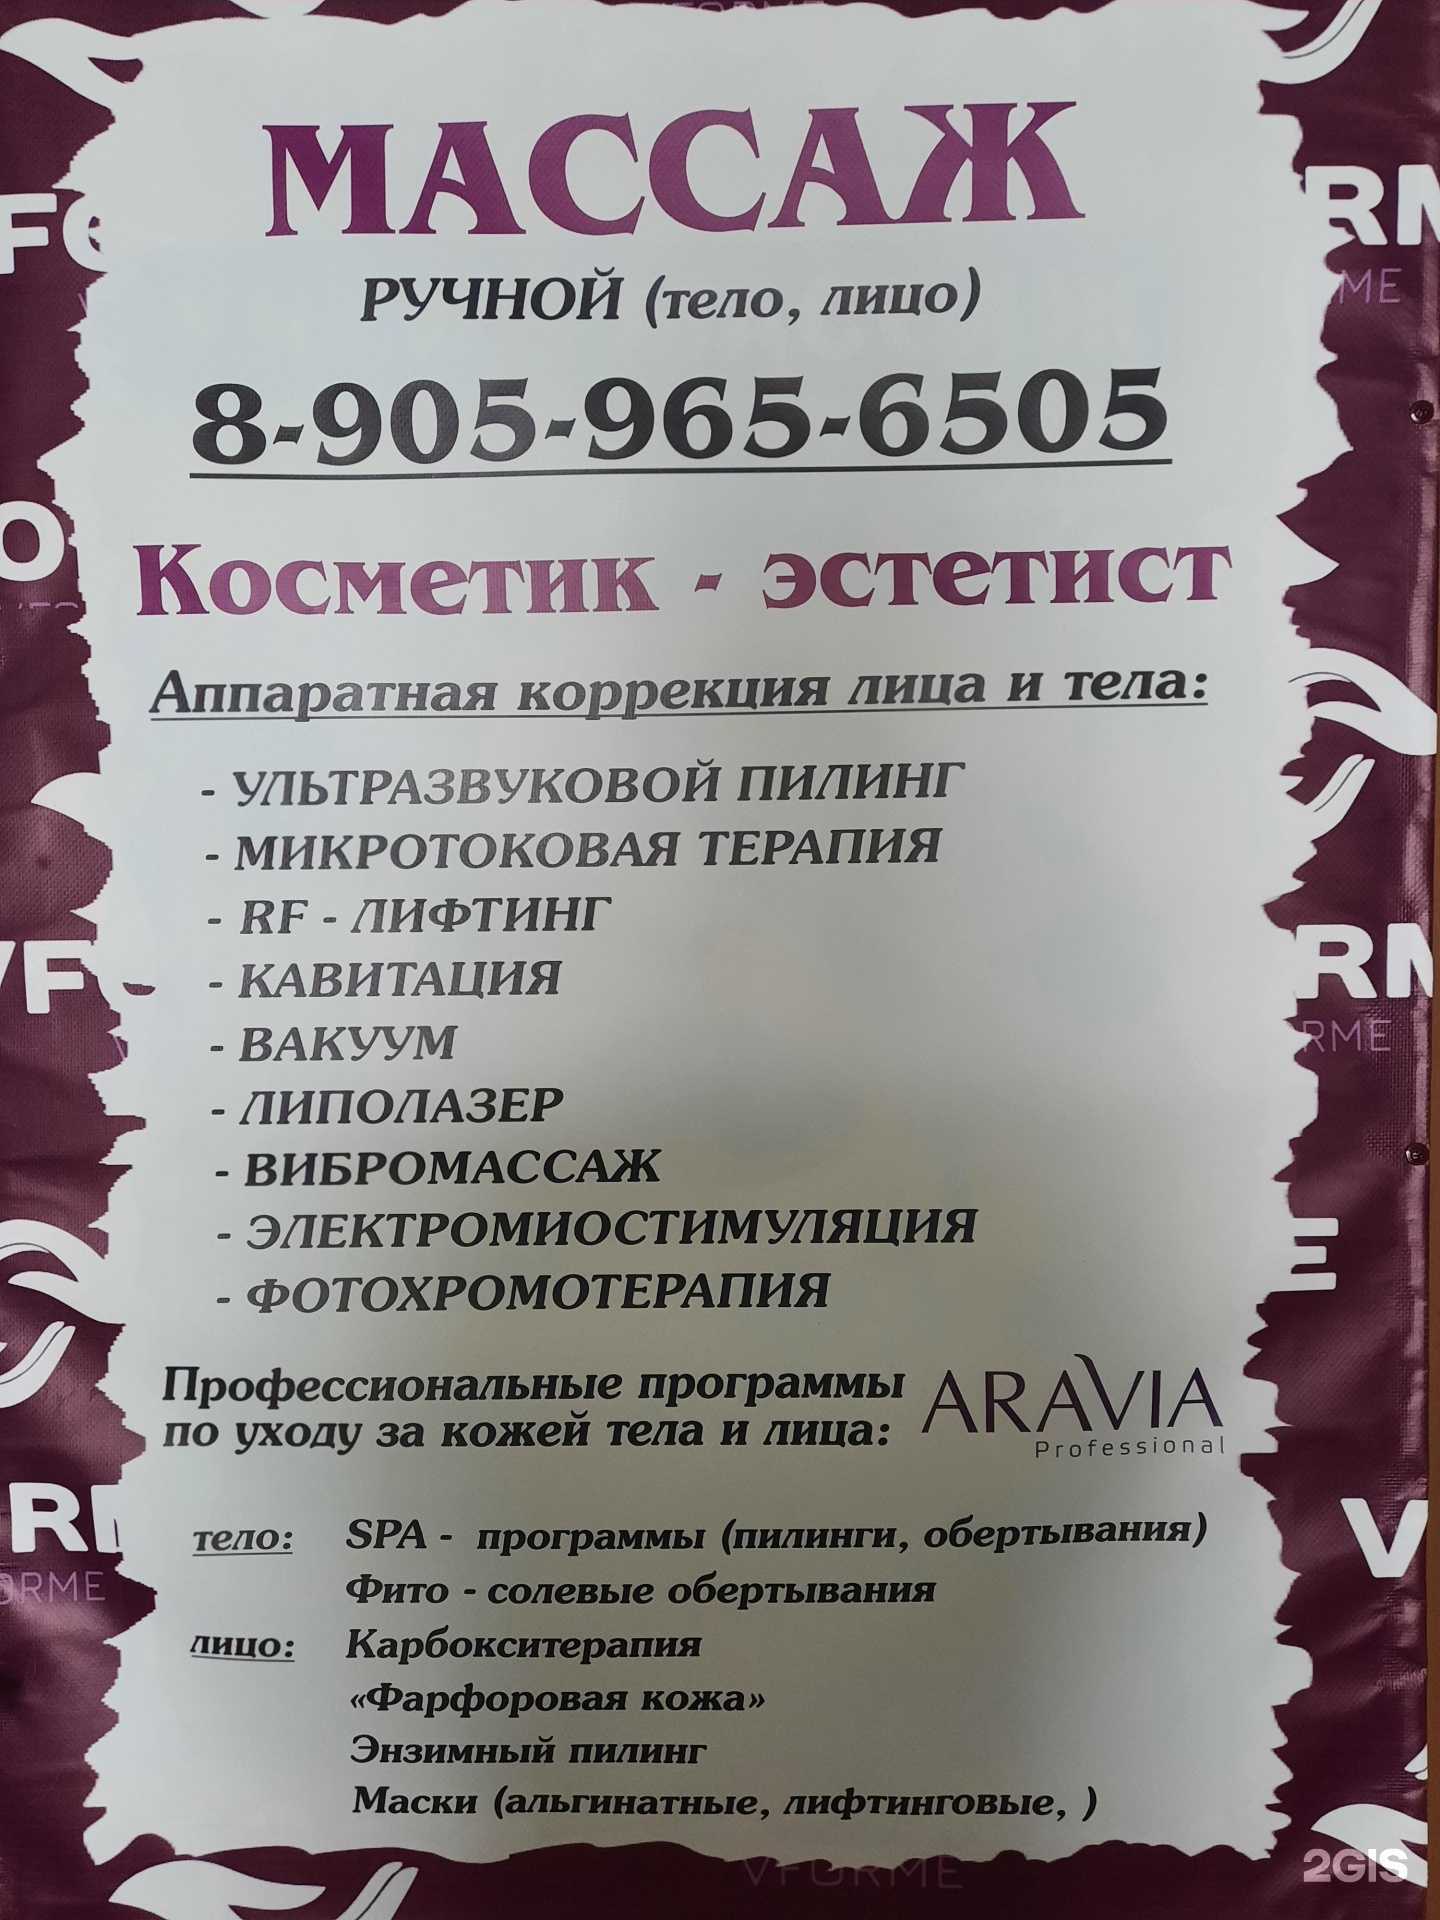 МАССАЖ
РУЧНОЙ (тело, лицо)
8-905-965-6505
Косметик - эстетист
Аппаратная коррекция лица и тела:
- УЛЬТРАЗВУКОВОЙ ПИЛИНГ
- МИКРОТОКОВАЯ ТЕРАПИЯ
- RF - ЛИФТИНГ
- КАВИТАЦИЯ
- ВАКУУМ
- ЛИПОЛАЗЕР
- ВИБРОМАССАЖ
- ЭЛЕКТРОМИОСТИМУЛЯЦИЯ
- ФОТОХРОМОТЕРАПИЯ
Профессиональные программы
по уходу за кожей тела и лица:
ARAVIA
Professional
тело: SPA - программы (пилинги, обертывания)
Фито - солевые обертывания
лицо: Карбокситерапия
«Фарфоровая кожа»
Энзимный пилинг
Маски (альгинатные, лифтинговые, )
VFORME
2GIS